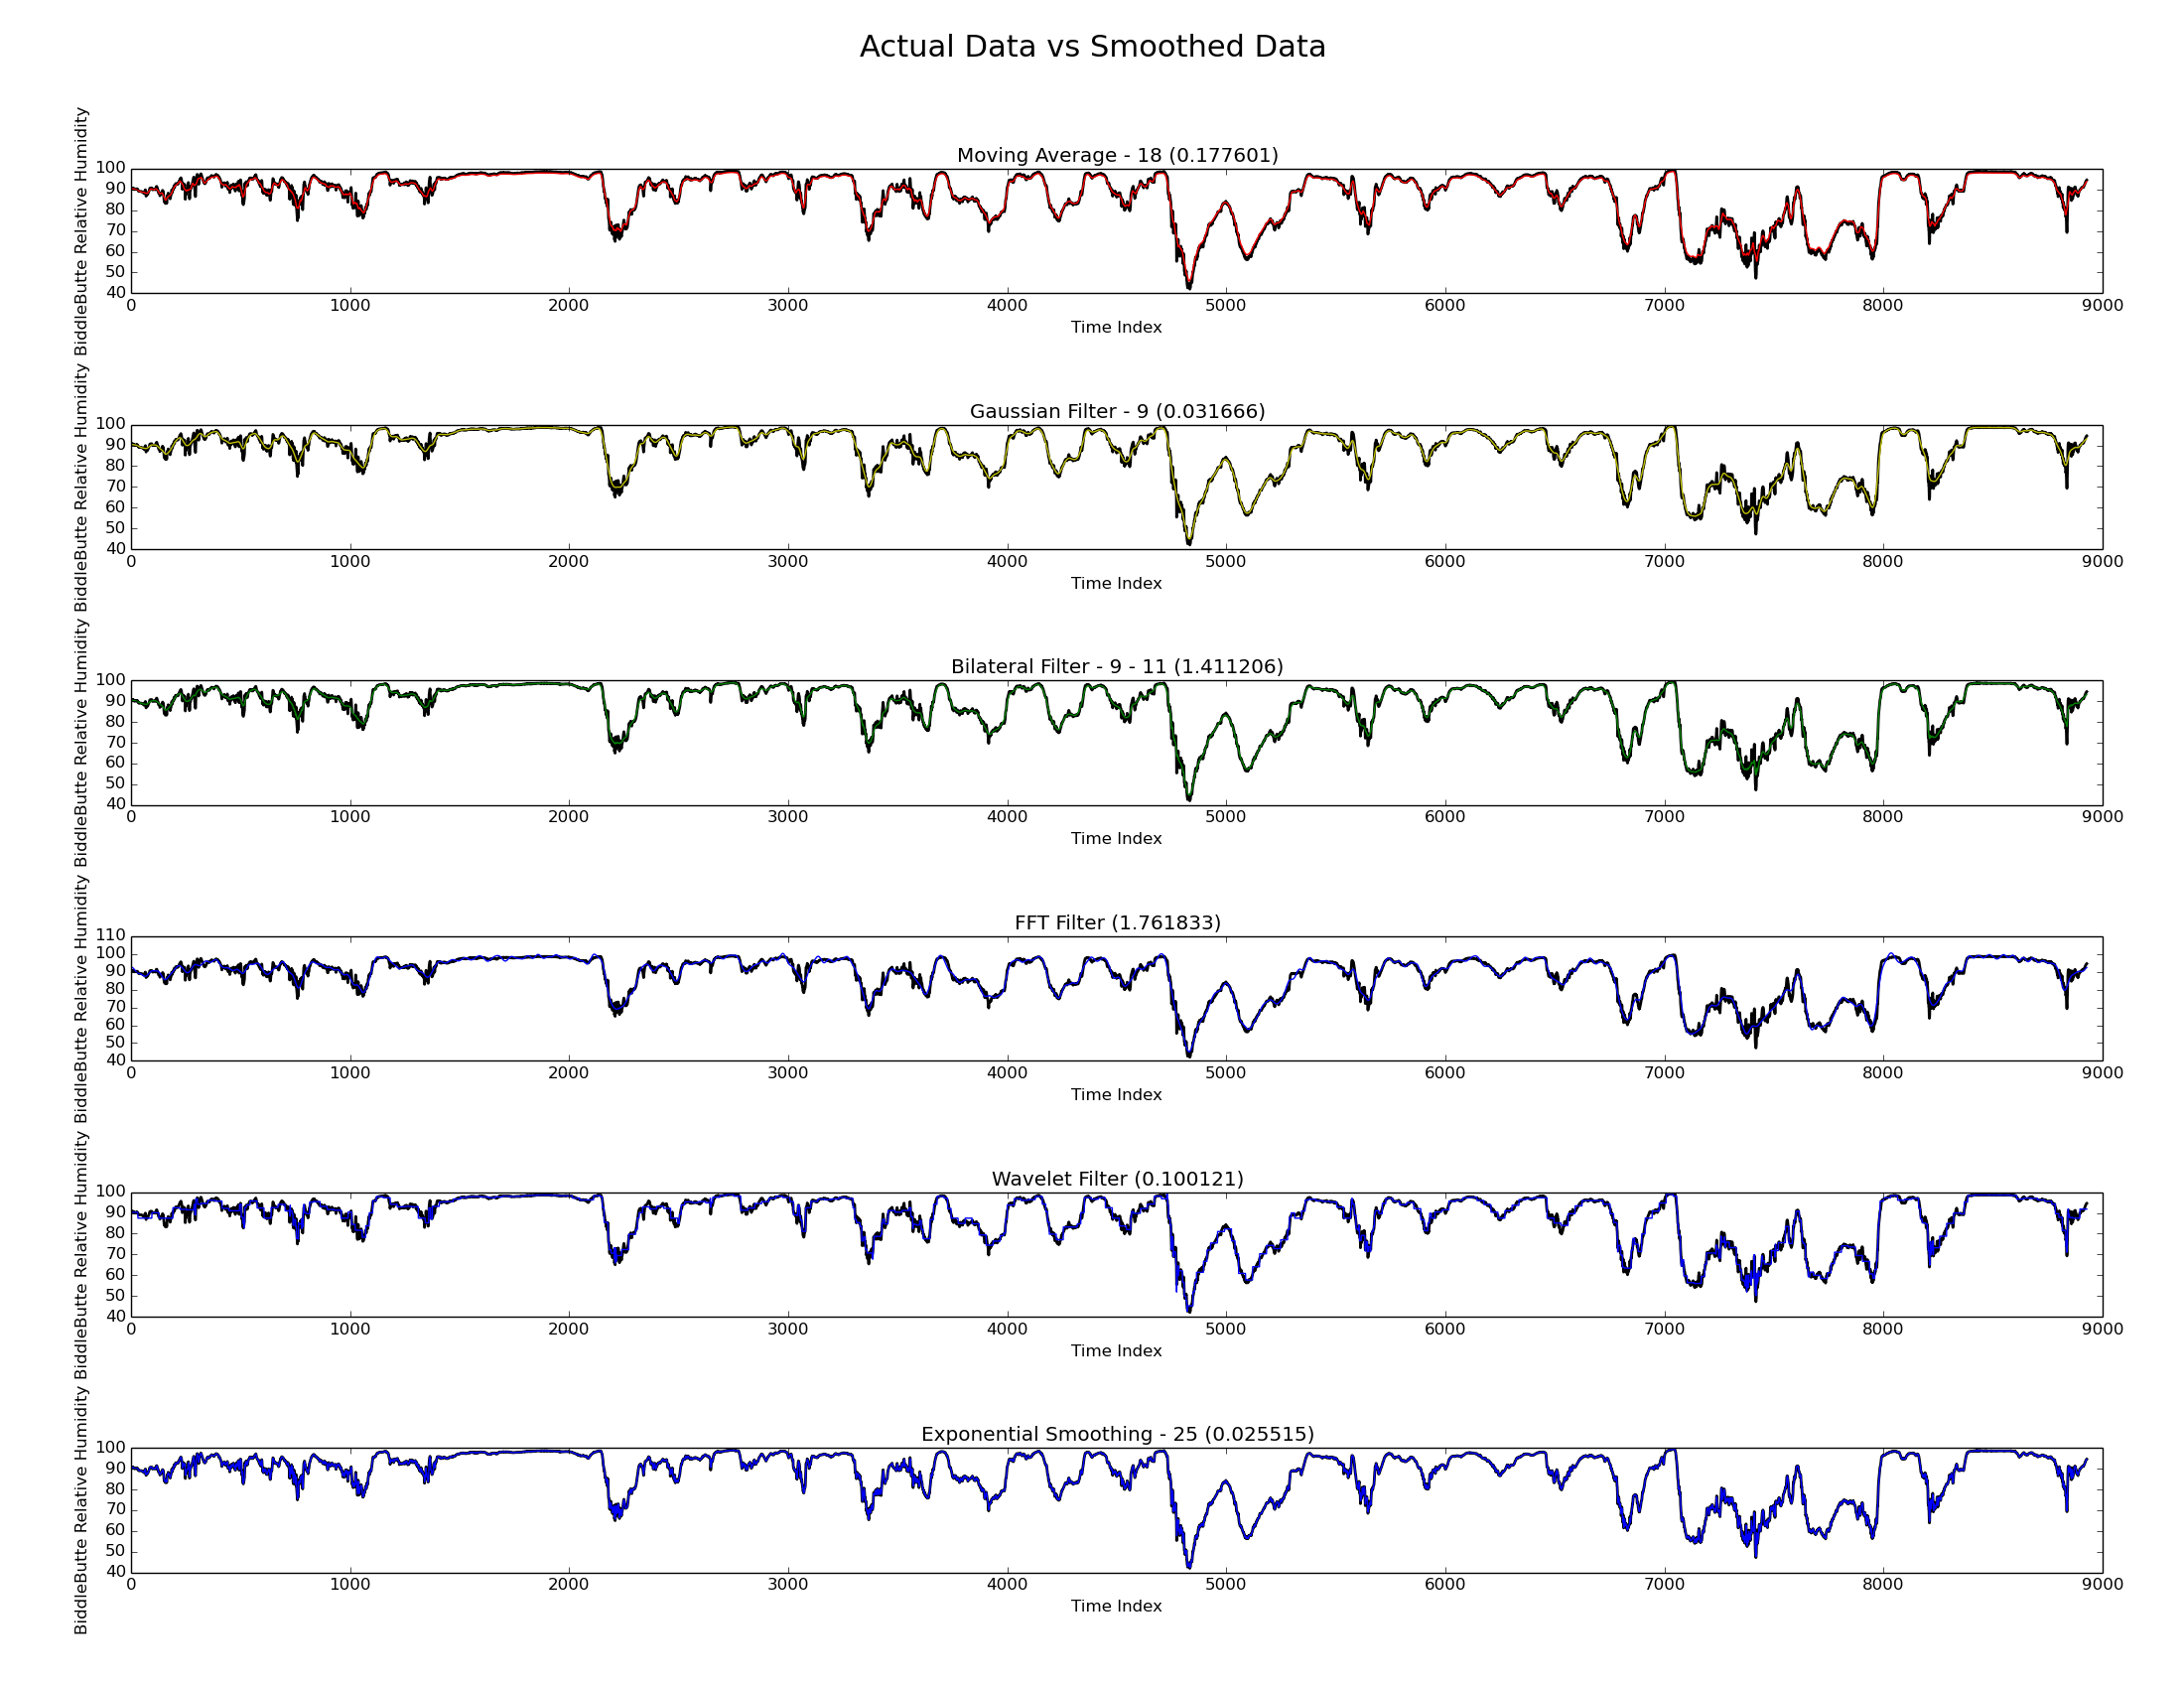 Actual Data vs Smoothed Data
Moving Average - 18 (0.177601)
BiddleButte Relative Humidity
100
90
80
70
60
50
40
0 1000 2000 3000 4000 5000 6000 7000 8000 9000
Time Index
Gaussian Filter - 9 (0.031666)
BiddleButte Relative Humidity
100
90
80
70
60
50
40
0 1000 2000 3000 4000 5000 6000 7000 8000 9000
Time Index
Bilateral Filter - 9 - 11 (1.411206)
BiddleButte Relative Humidity
100
90
80
70
60
50
40
0 1000 2000 3000 4000 5000 6000 7000 8000 9000
Time Index
FFT Filter (1.761833)
BiddleButte Relative Humidity
110
100
90
80
70
60
50
40
0 1000 2000 3000 4000 5000 6000 7000 8000 9000
Time Index
Wavelet Filter (0.100121)
BiddleButte Relative Humidity
100
90
80
70
60
50
40
0 1000 2000 3000 4000 5000 6000 7000 8000 9000
Time Index
Exponential Smoothing - 25 (0.025515)
BiddleButte Relative Humidity
100
90
80
70
60
50
40
0 1000 2000 3000 4000 5000 6000 7000 8000 9000
Time Index